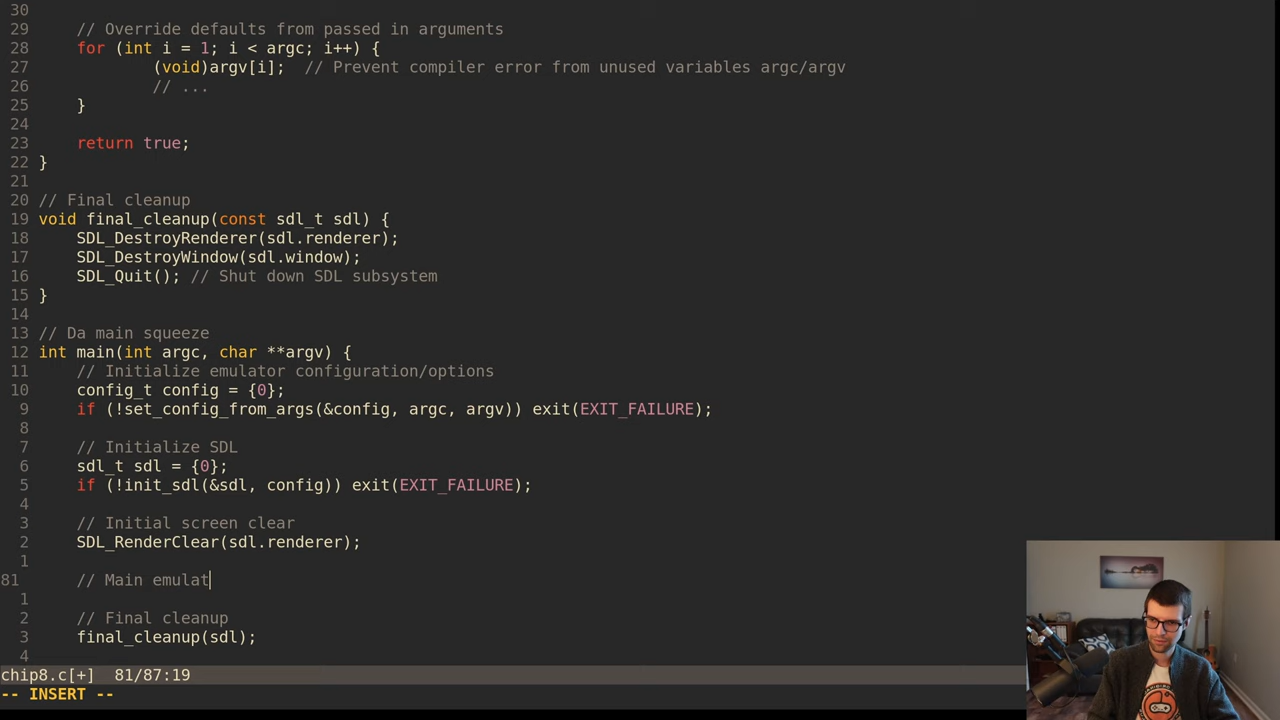 30
29     // Override defaults from passed in arguments
28     for (int i = 1; i < argc; i++) {
27             (void)argv[i];  // Prevent compiler error from unused variables argc/argv
26             // ...
25     }
24
23     return true;
22 }
21
20 // Final cleanup
19 void final_cleanup(const sdl_t sdl) {
18     SDL_DestroyRenderer(sdl.renderer);
17     SDL_DestroyWindow(sdl.window);
16     SDL_Quit(); // Shut down SDL subsystem
15 }
14
13 // Da main squeeze
12 int main(int argc, char **argv) {
11     // Initialize emulator configuration/options
10     config_t config = {0};
9     if (!set_config_from_args(&config, argc, argv)) exit(EXIT_FAILURE);
8
7     // Initialize SDL
6     sdl_t sdl = {0};
5     if (!init_sdl(&sdl, config)) exit(EXIT_FAILURE);
4
3     // Initial screen clear
2     SDL_RenderClear(sdl.renderer);
1
81     // Main emulat
1
2     // Final cleanup
3     final_cleanup(sdl);
4
chip8.c[+]  81/87:19
-- INSERT --